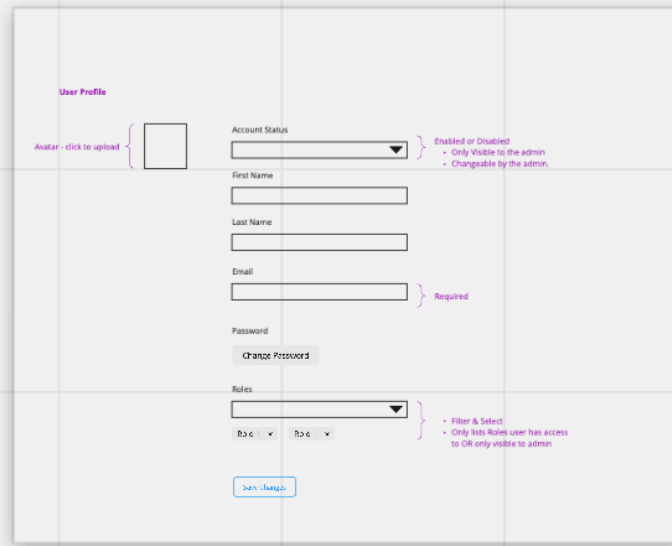 User Profile
Avatar - click to upload
Account Status
Enabled or Disabled
• Only Visible to the admin
• Changeable by the admin.
First Name
Last Name
Email
Required
Password
Change Password
Roles
• Filter & Select
• Only lists Roles user has access
to OR only visible to admin
Role x Role x
Save Changes